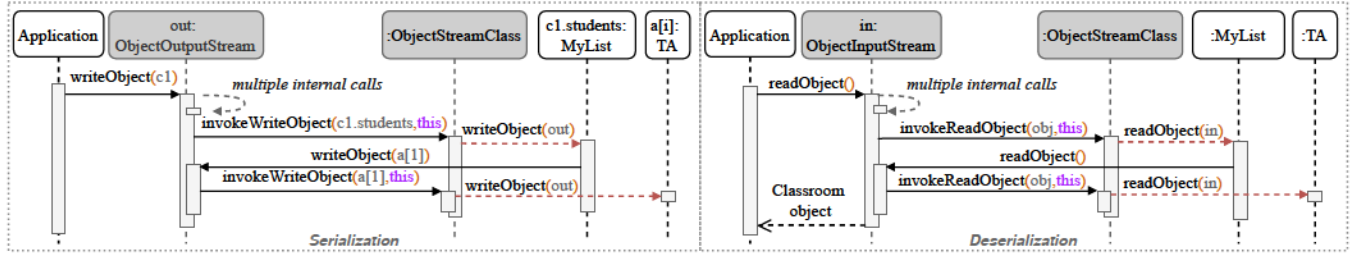 Application
out:
ObjectOutputStream
:ObjectStreamClass
c1.students:
MyList
a[i]:
TA
writeObject(c1)
multiple internal calls
invokeWriteObject(c1.students,this)
writeObject(out)
writeObject(a[1])
invokeWriteObject(a[1],this)
writeObject(out)
Serialization
Application
in:
ObjectInputStream
:ObjectStreamClass
:MyList
:TA
readObject()
multiple internal calls
invokeReadObject(obj,this)
readObject(in)
readObject()
invokeReadObject(obj,this)
readObject(in)
Classroom
object
Deserialization